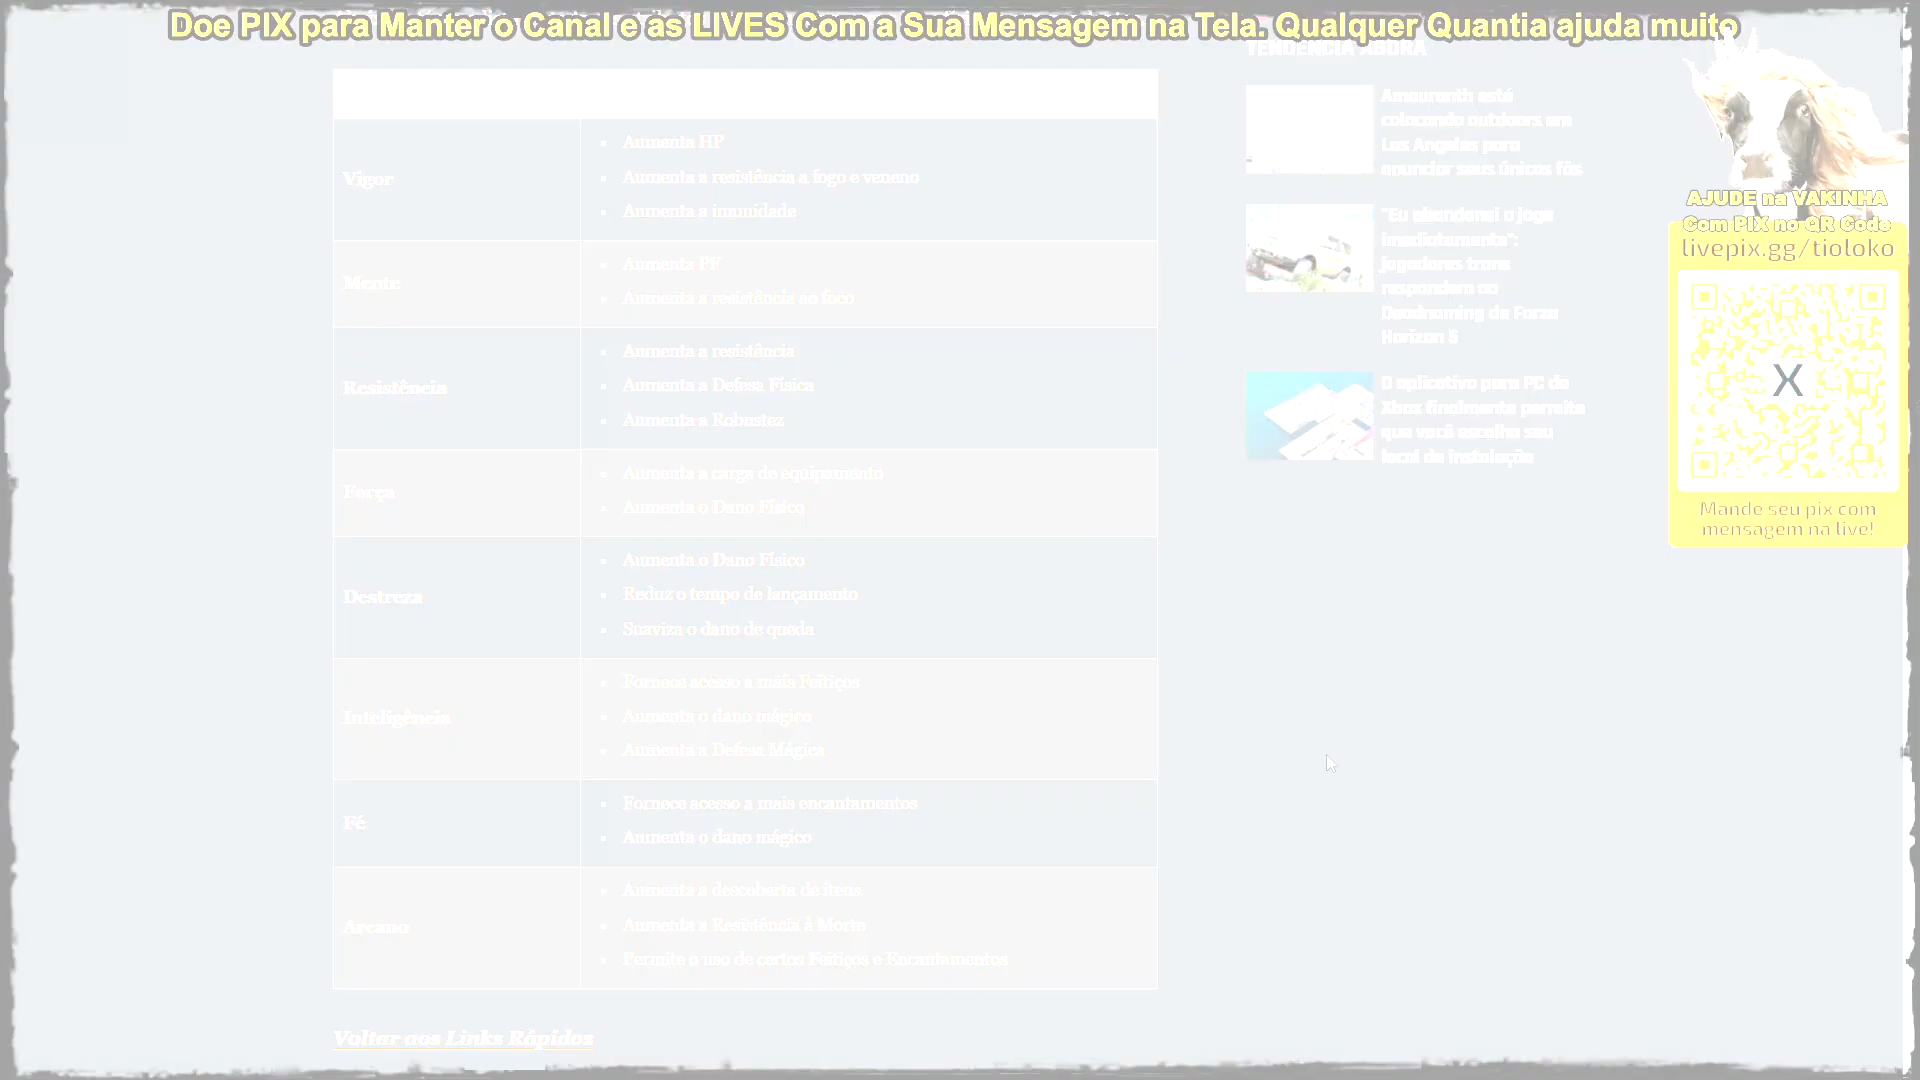 Doe PIX para Manter o Canal e as LIVES Com a Sua Mensagem na Tela. Qualquer Quantia ajuda muito
TENDÊNCIA AGORA
Vigor
Aumenta HP
Aumenta a resistência a fogo e veneno
Aumenta a imunidade
Mente
Aumenta PF
Aumenta a resistência ao foco
Resistência
Aumenta a resistência
Aumenta a Defesa Física
Aumenta a Robustez
Força
Aumenta a carga de equipamento
Aumenta o Dano Físico
Destreza
Aumenta o Dano Físico
Reduz o tempo de lançamento
Suaviza o dano de queda
Inteligência
Fornece acesso a mais Feitiços
Aumenta o dano mágico
Aumenta a Defesa Mágica
Fé
Fornece acesso a mais encantamentos
Aumenta o dano mágico
Arcano
Aumenta a descoberta de itens
Aumenta a Resistência à Morte
Permite o uso de certos Feitiços e Encantamentos
Voltar aos Links Rápidos
Amouranth está
colocando outdoors em
Los Angeles para
anunciar seus únicos fãs
"Eu abandonei o jogo
imediatamente":
jogadores trans
respondem ao
Deadnaming de Forza
Horizon 5
O aplicativo para PC do
Xbox finalmente permite
que você escolha seu
local de instalação
AJUDE na VAKINHA
Com PIX no QR Code
livepix.gg/tioloko
X
Mande seu pix com
mensagem na live!